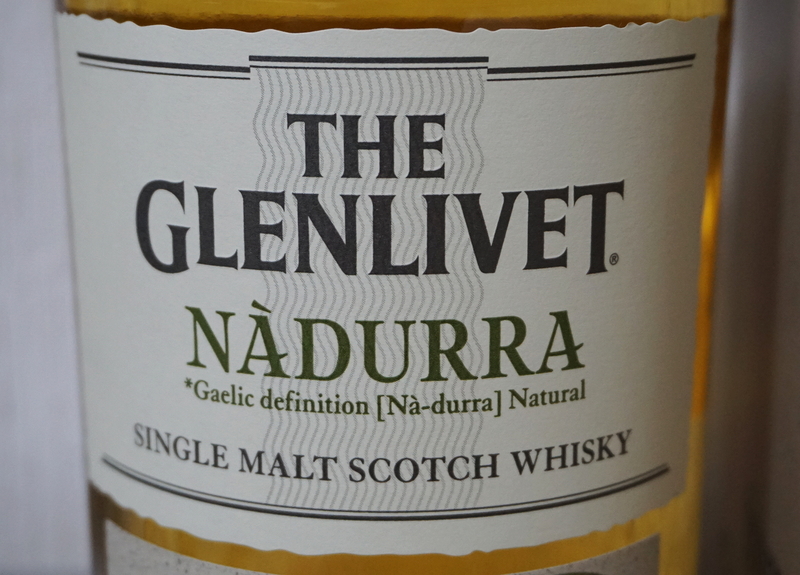 THE
GLENLIVET®
NÀDURRA
*Gaelic definition [Nà-durra] Natural
SINGLE MALT SCOTCH WHISKY